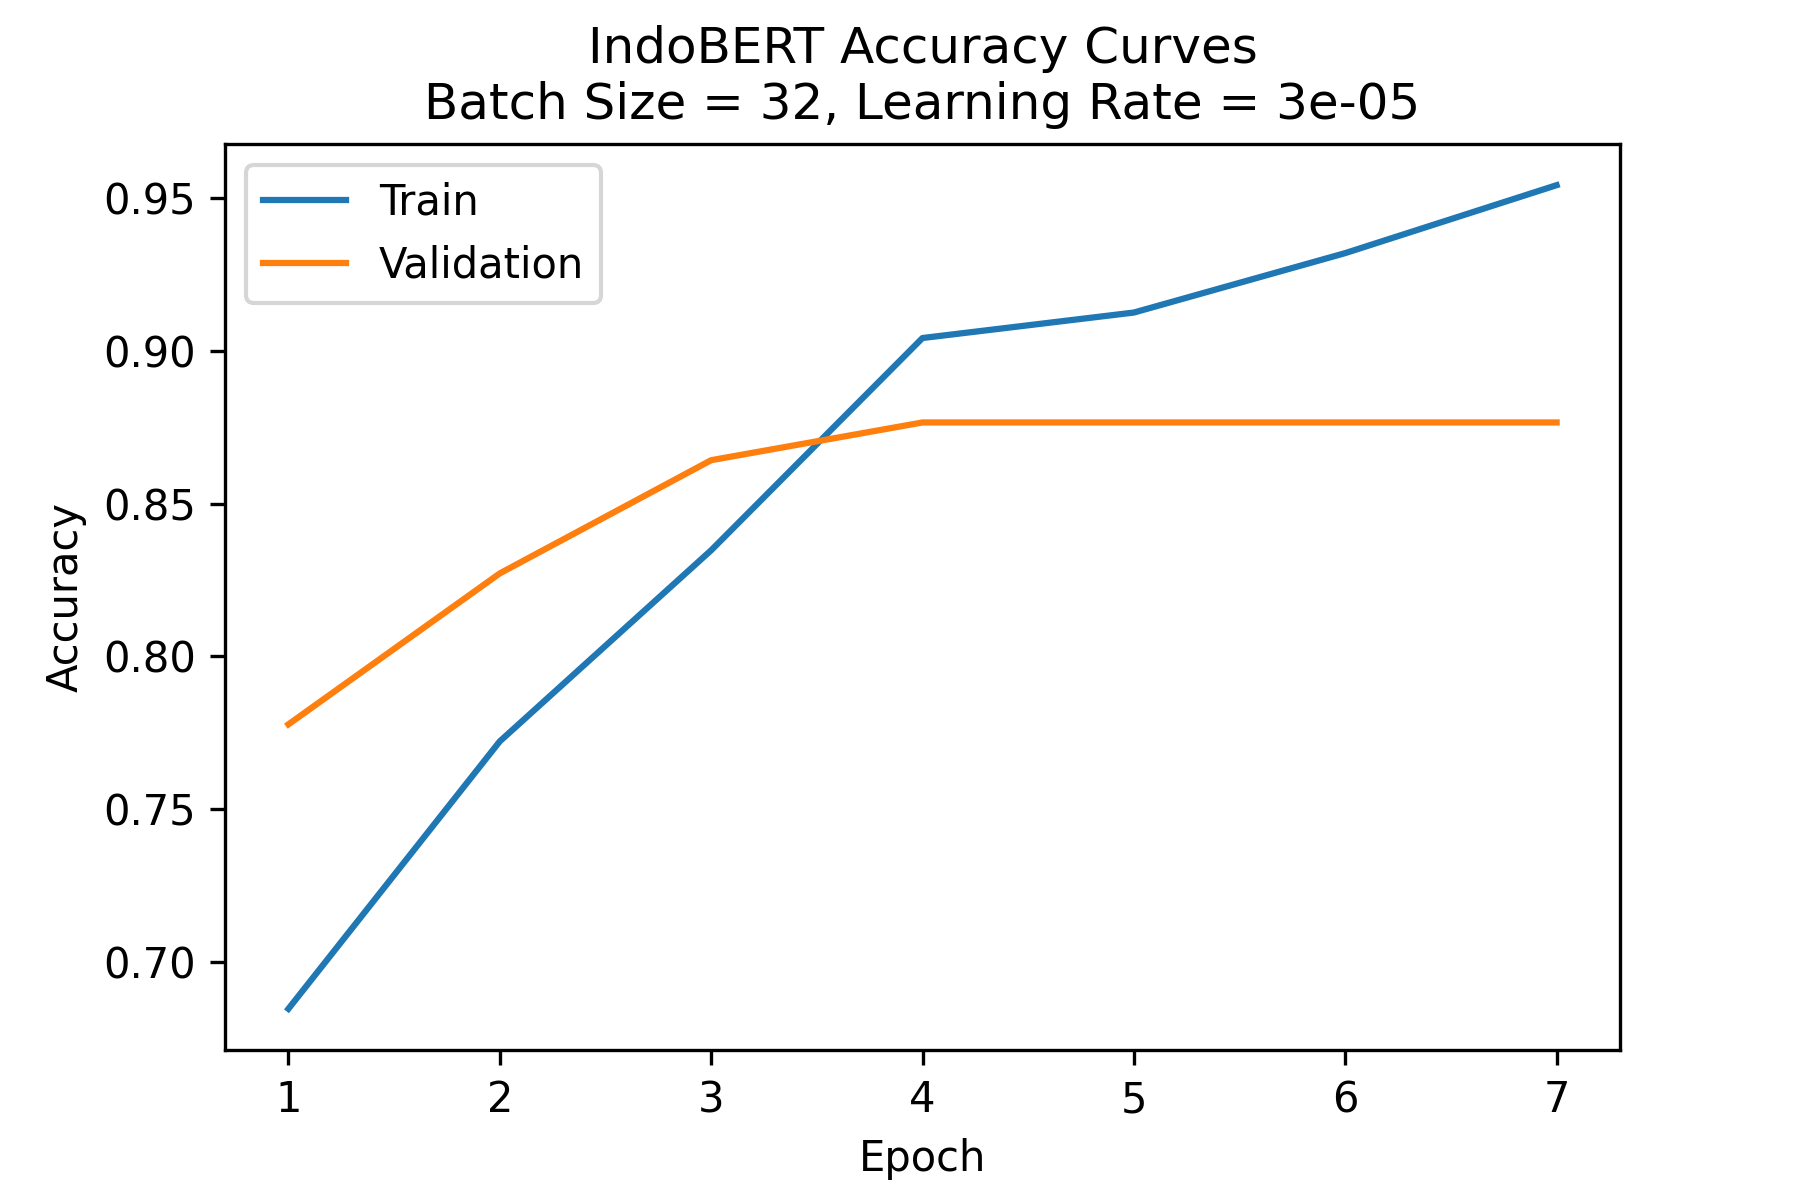 IndoBERT Accuracy Curves
Batch Size = 32, Learning Rate = 3e-05
Train
Validation
0.95
0.90
0.85
0.80
0.75
0.70
Accuracy
1 2 3 4 5 6 7
Epoch